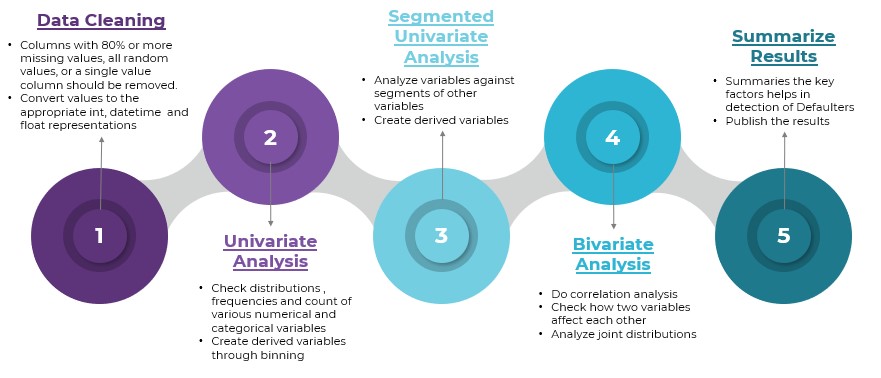 Data Cleaning
• Columns with 80% or more
missing values, all random
values, or a single value
column should be removed.
• Convert values to the
appropriate int, datetime and
float representations
1
2
Univariate
Analysis
• Check distributions ,
frequencies and count of
various numerical and
categorical variables
• Create derived variables
through binning
Segmented
Univariate
Analysis
• Analyze variables against
segments of other
variables
• Create derived variables
3
4
Bivariate
Analysis
• Do correlation analysis
• Check how two variables
affect each other
• Analyze joint distributions
Summarize
Results
• Summaries the key
factors helps in
detection of Defaulters
• Publish the results
5